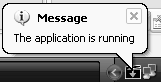 Message
The application is running